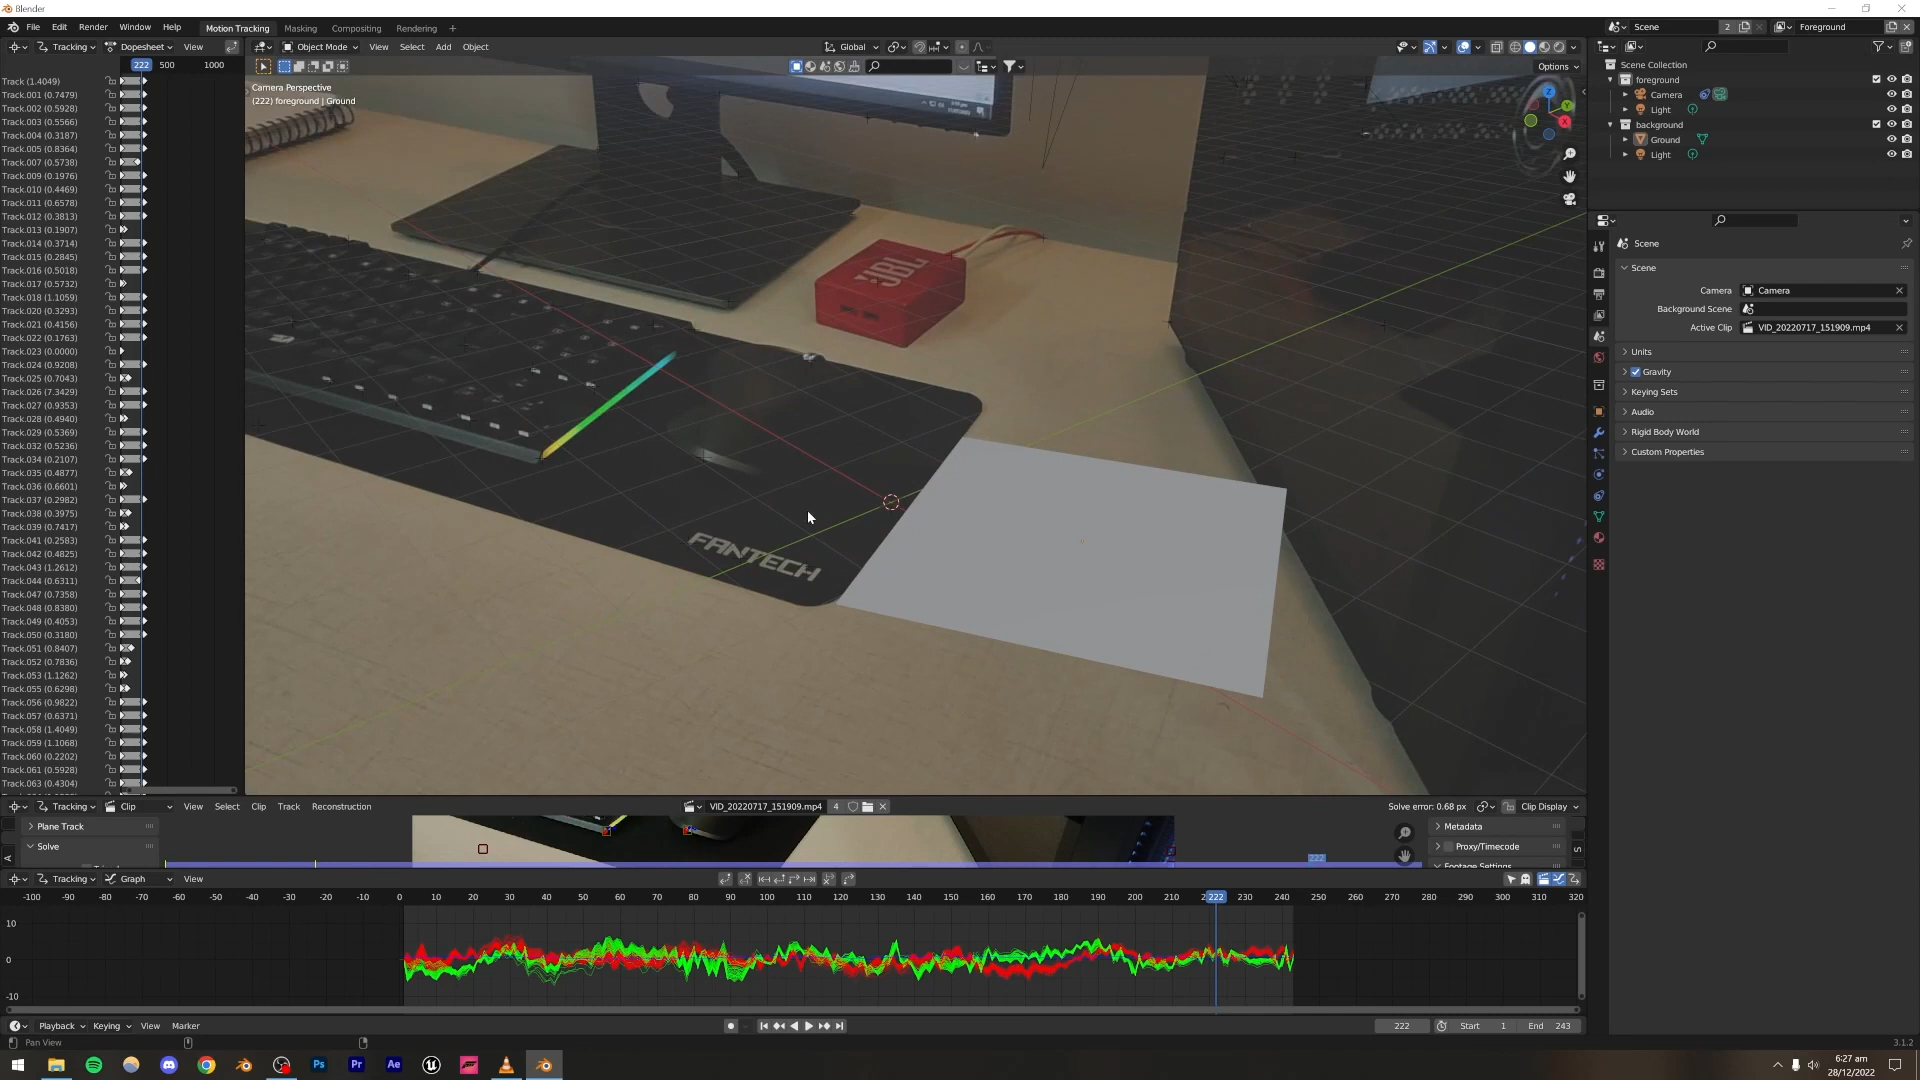 Blender
File Edit Render Window Help Motion Tracking Masking Compositing Rendering + Scene 2 Foreground
Tracking Dopesheet View Object Mode View Select Add Object Global
222 500 1000 Options
Camera Perspective
(222) foreground | Ground
Track (1.4049)
Track.001 (0.7479)
Track.002 (0.5928)
Track.003 (0.5566)
Track.004 (0.3187)
Track.005 (0.8364)
Track.007 (0.5738)
Track.009 (0.1976)
Track.010 (0.4469)
Track.011 (0.6578)
Track.012 (0.3813)
Track.013 (0.1907)
Track.014 (0.3714)
Track.015 (0.2845)
Track.016 (0.5018)
Track.017 (0.5732)
Track.018 (1.1059)
Track.020 (0.3293)
Track.021 (0.4156)
Track.022 (0.1763)
Track.023 (0.0000)
Track.024 (0.9208)
Track.025 (0.7043)
Track.026 (7.3429)
Track.027 (0.9353)
Track.028 (0.4940)
Track.029 (0.5369)
Track.032 (0.5236)
Track.034 (0.2107)
Track.035 (0.4877)
Track.036 (0.6601)
Track.037 (0.2982)
Track.038 (0.3975)
Track.039 (0.7417)
Track.041 (0.2583)
Track.042 (0.4825)
Track.043 (1.2612)
Track.044 (0.6311)
Track.047 (0.7358)
Track.048 (0.8380)
Track.049 (0.4053)
Track.050 (0.3180)
Track.051 (0.8407)
Track.052 (0.7836)
Track.053 (1.1262)
Track.055 (0.6298)
Track.056 (0.9822)
Track.057 (0.6371)
Track.058 (1.4049)
Track.059 (1.1068)
Track.060 (0.2202)
Track.061 (0.5928)
Track.063 (0.4304)
JBL
FANTECH
Z
Y
X
Scene Collection
foreground
Camera
Light
background
Ground
Light
Scene
Scene
Camera Camera
Background Scene
Active Clip VID_20220717_151909.mp4
Units
Gravity
Keying Sets
Audio
Rigid Body World
Custom Properties
Tracking Clip View Select Clip Track Reconstruction VID_20220717_151909.mp4 4 Solve error: 0.68 px Clip Display
Plane Track
Solve
A
222
Metadata
Proxy/Timecode
Footage Settings
S
Tracking Graph View
-100 -90 -80 -70 -60 -50 -40 -30 -20 -10 0 10 20 30 40 50 60 70 80 90 100 110 120 130 140 150 160 170 180 190 200 210 222 230 240 250 260 270 280 290 300 310 320
10
0
-10
Playback Keying View Marker 222 Start 1 End 243
Pan View 3.1.2
Ps Pr Ae
6:27 am
28/12/2022